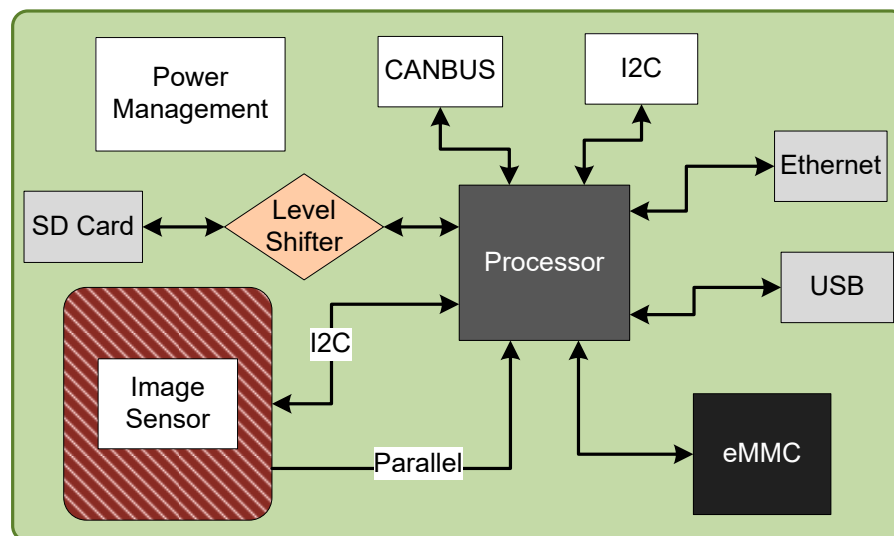 Power
Management
CANBUS
I2C
Ethernet
SD Card
Level
Shifter
Processor
USB
I2C
Image
Sensor
Parallel
eMMC